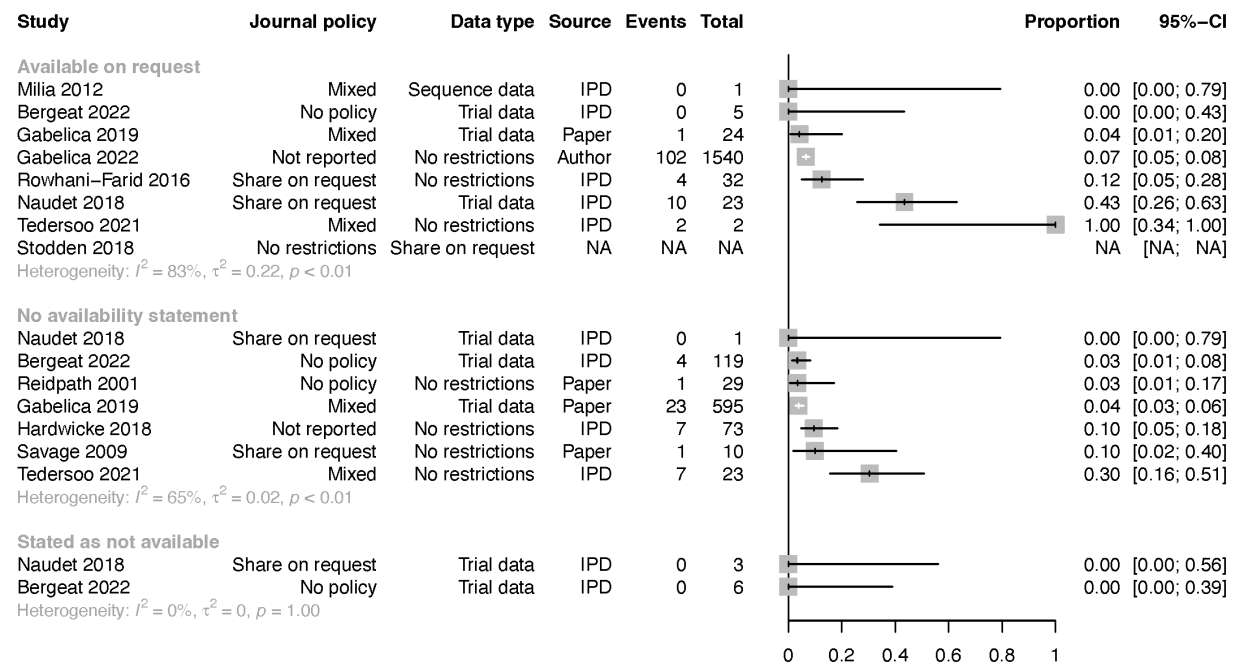 Study Journal policy Data type Source Events Total Proportion 95%−CI
Available on request
Milia 2012 Mixed Sequence data IPD 0 1 0.00 [0.00; 0.79]
Bergeat 2022 No policy Trial data IPD 0 5 0.00 [0.00; 0.43]
Gabelica 2019 Mixed Trial data Paper 1 24 0.04 [0.01; 0.20]
Gabelica 2022 Not reported No restrictions Author 102 1540 0.07 [0.05; 0.08]
Rowhani−Farid 2016 Share on request No restrictions IPD 4 32 0.12 [0.05; 0.28]
Naudet 2018 Share on request Trial data IPD 10 23 0.43 [0.26; 0.63]
Tedersoo 2021 Mixed No restrictions IPD 2 2 1.00 [0.34; 1.00]
Stodden 2018 No restrictions Share on request NA NA NA NA [NA; NA]
Heterogeneity: I² = 83%, τ² = 0.22, p < 0.01
No availability statement
Naudet 2018 Share on request Trial data IPD 0 1 0.00 [0.00; 0.79]
Bergeat 2022 No policy Trial data IPD 4 119 0.03 [0.01; 0.08]
Reidpath 2001 No policy No restrictions Paper 1 29 0.03 [0.01; 0.17]
Gabelica 2019 Mixed Trial data Paper 23 595 0.04 [0.03; 0.06]
Hardwicke 2018 Not reported No restrictions IPD 7 73 0.10 [0.05; 0.18]
Savage 2009 Share on request No restrictions Paper 1 10 0.10 [0.02; 0.40]
Tedersoo 2021 Mixed No restrictions IPD 7 23 0.30 [0.16; 0.51]
Heterogeneity: I² = 65%, τ² = 0.02, p < 0.01
Stated as not available
Naudet 2018 Share on request Trial data IPD 0 3 0.00 [0.00; 0.56]
Bergeat 2022 No policy Trial data IPD 0 6 0.00 [0.00; 0.39]
Heterogeneity: I² = 0%, τ² = 0, p = 1.00
0 0.2 0.4 0.6 0.8 1